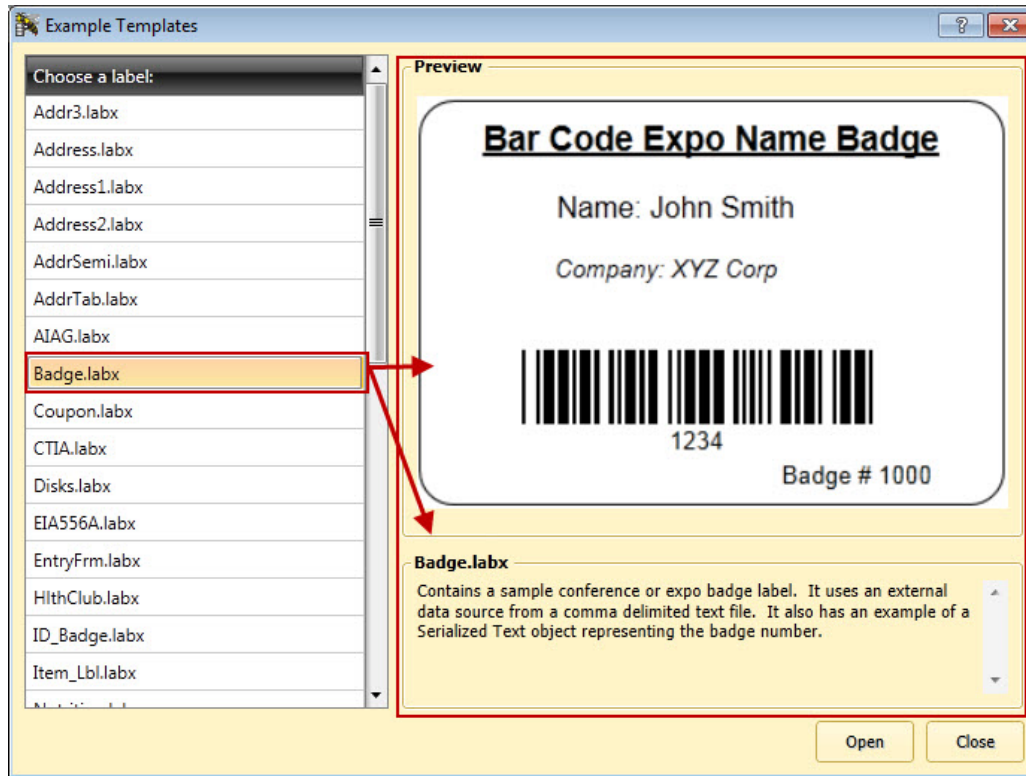 Example Templates
Choose a label:
Addr3.labx
Address.labx
Address1.labx
Address2.labx
AddrSemi.labx
AddrTab.labx
AIAG.labx
Badge.labx
Coupon.labx
CTIA.labx
Disks.labx
EIA556A.labx
EntryFrm.labx
HlthClub.labx
ID_Badge.labx
Item_Lbl.labx
Preview
Bar Code Expo Name Badge
Name: John Smith
Company: XYZ Corp
1234
Badge # 1000
Badge.labx
Contains a sample conference or expo badge label. It uses an external
data source from a comma delimited text file. It also has an example of a
Serialized Text object representing the badge number.
Open
Close